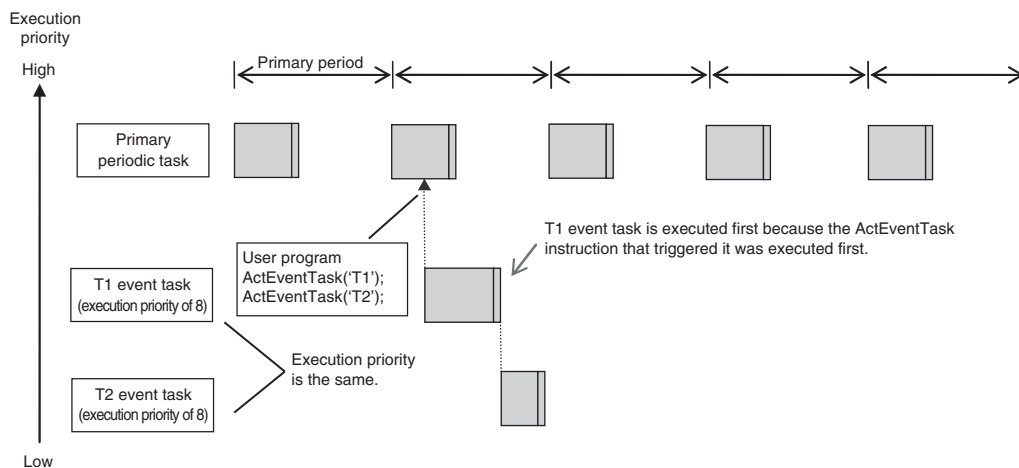 Execution
priority
High
Primary period
Primary
periodic task
T1 event task is executed first because the ActEventTask
instruction that triggered it was executed first.
User program
ActEventTask(‘T1’);
ActEventTask(‘T2’);
T1 event task
(execution priority of 8)
Execution priority
is the same.
T2 event task
(execution priority of 8)
Low